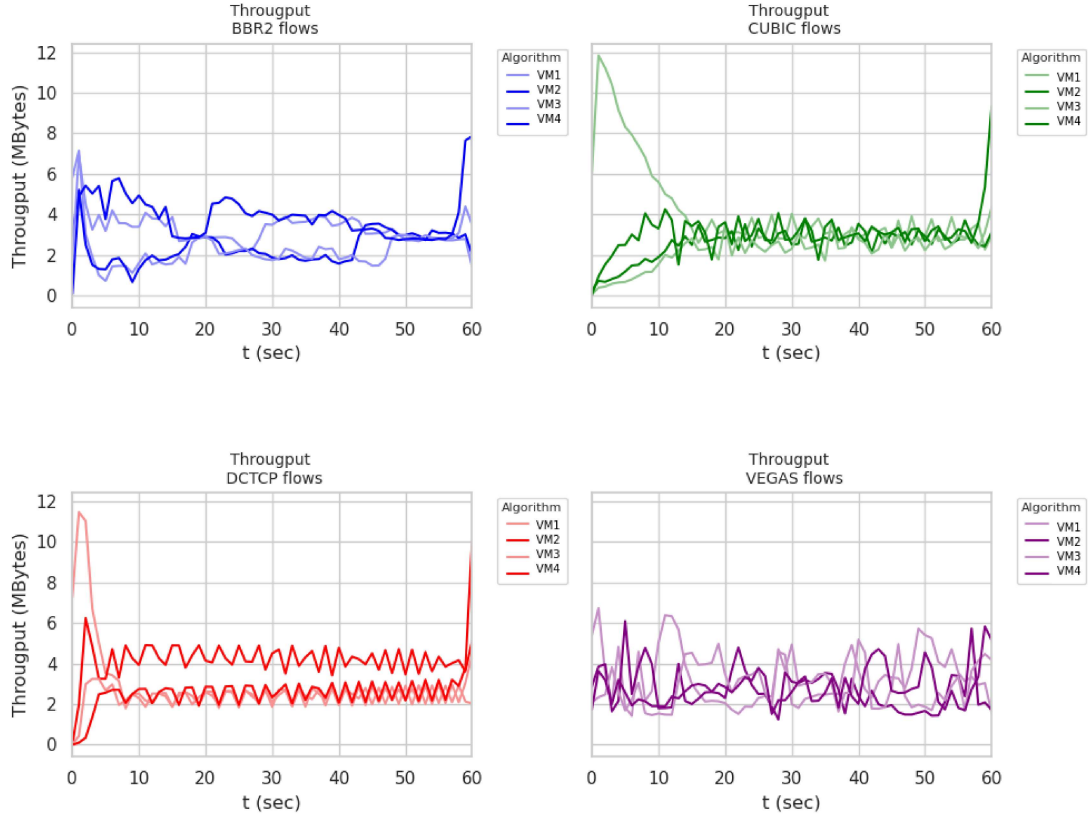 Througput
BBR2 flows
Througput (MBytes)
12
10
8
6
4
2
0
0 10 20 30 40 50 60
t (sec)
Algorithm
VM1
VM2
VM3
VM4
Througput
CUBIC flows
0 10 20 30 40 50 60
t (sec)
Algorithm
VM1
VM2
VM3
VM4
Througput
DCTCP flows
Througput (MBytes)
12
10
8
6
4
2
0
0 10 20 30 40 50 60
t (sec)
Algorithm
VM1
VM2
VM3
VM4
Througput
VEGAS flows
0 10 20 30 40 50 60
t (sec)
Algorithm
VM1
VM2
VM3
VM4